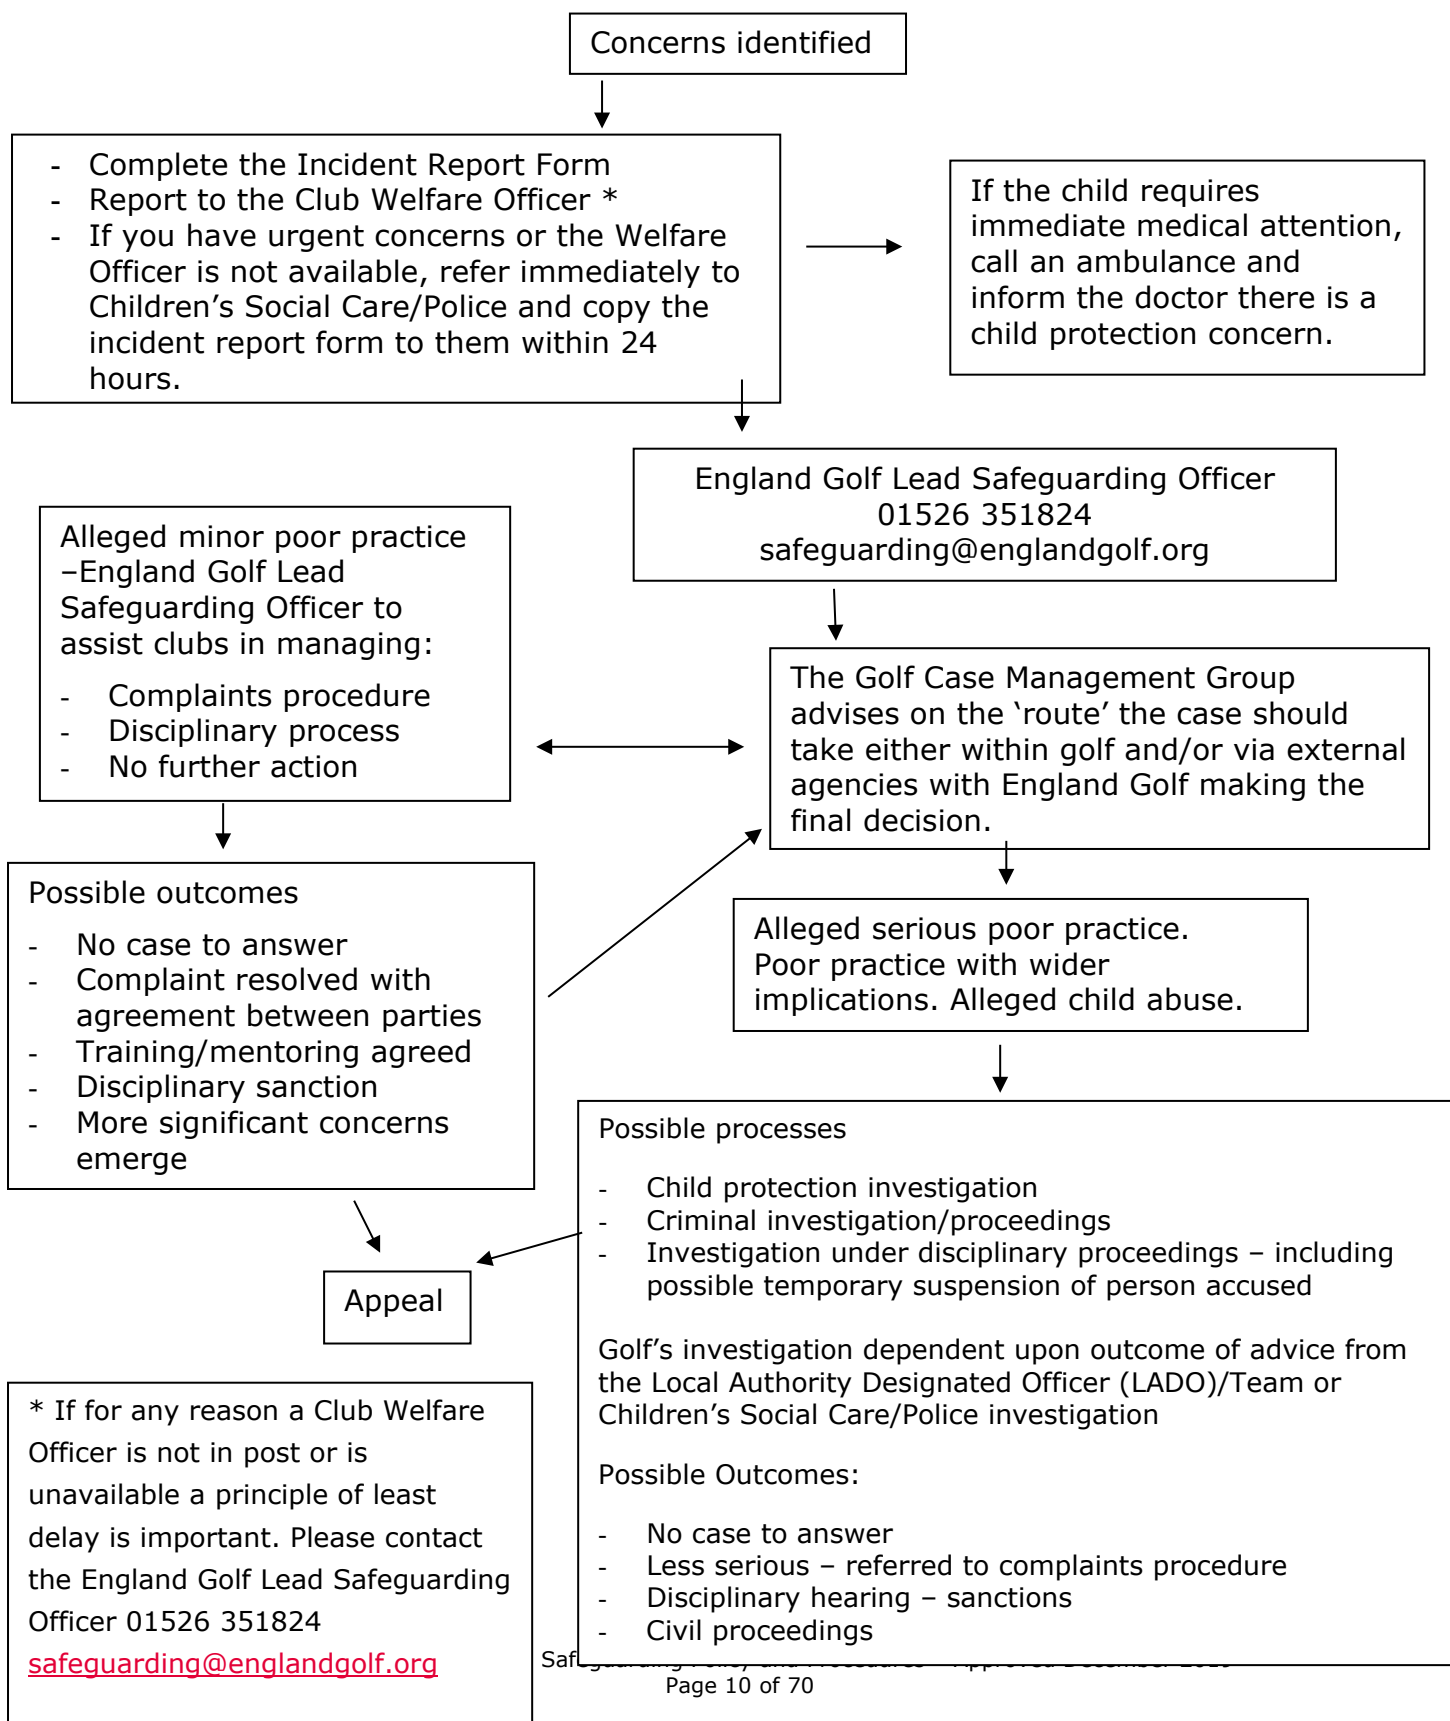 Concerns identified
- Complete the Incident Report Form
- Report to the Club Welfare Officer *
- If you have urgent concerns or the Welfare
Officer is not available, refer immediately to
Children’s Social Care/Police and copy the
incident report form to them within 24
hours.
If the child requires
immediate medical attention,
call an ambulance and
inform the doctor there is a
child protection concern.
England Golf Lead Safeguarding Officer
01526 351824
safeguarding@englandgolf.org
Alleged minor poor practice
–England Golf Lead
Safeguarding Officer to
assist clubs in managing:
- Complaints procedure
- Disciplinary process
- No further action
The Golf Case Management Group
advises on the ‘route’ the case should
take either within golf and/or via external
agencies with England Golf making the
final decision.
Possible outcomes
- No case to answer
- Complaint resolved with
agreement between parties
- Training/mentoring agreed
- Disciplinary sanction
- More significant concerns
emerge
Alleged serious poor practice.
Poor practice with wider
implications. Alleged child abuse.
Possible processes
- Child protection investigation
- Criminal investigation/proceedings
- Investigation under disciplinary proceedings – including
possible temporary suspension of person accused
Golf’s investigation dependent upon outcome of advice from
the Local Authority Designated Officer (LADO)/Team or
Children’s Social Care/Police investigation
Possible Outcomes:
- No case to answer
- Less serious – referred to complaints procedure
- Disciplinary hearing – sanctions
- Civil proceedings
Appeal
* If for any reason a Club Welfare
Officer is not in post or is
unavailable a principle of least
delay is important. Please contact
the England Golf Lead Safeguarding
Officer 01526 351824
safeguarding@englandgolf.org
Safeguarding Policy and Procedures – Approved December 2019
Page 10 of 70